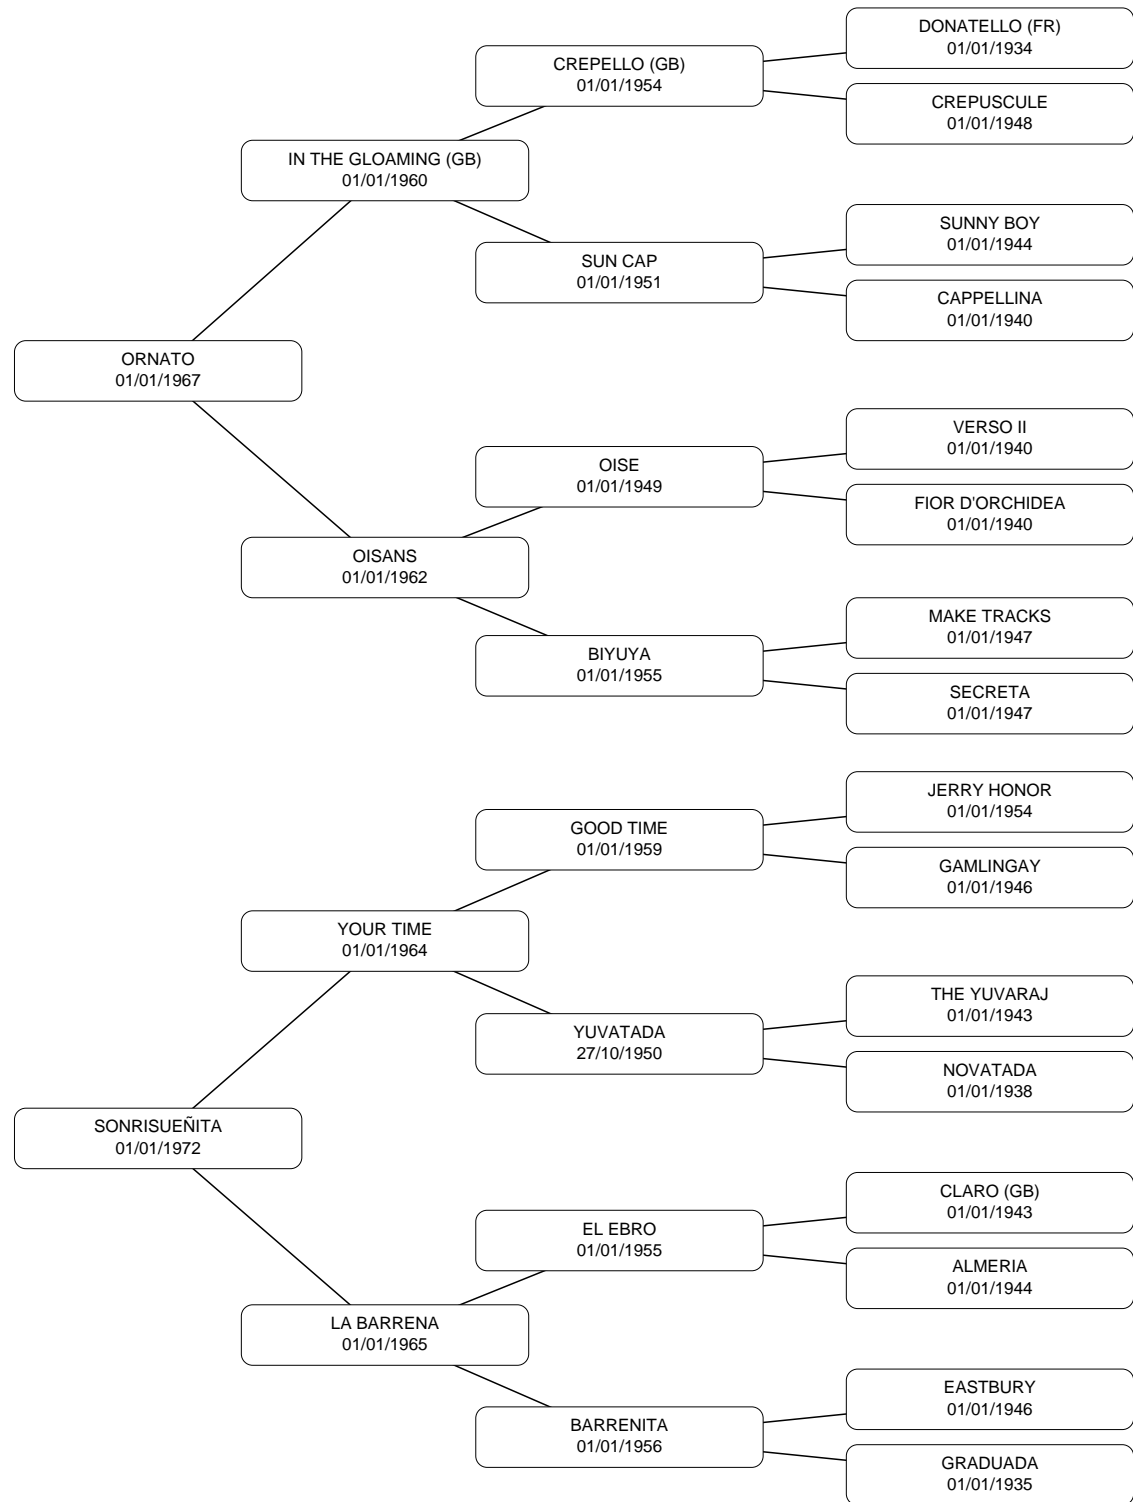 DONATELLO (FR)
01/01/1934
CREPELLO (GB)
01/01/1954
CREPUSCULE
01/01/1948
IN THE GLOAMING (GB)
01/01/1960
SUNNY BOY
01/01/1944
SUN CAP
01/01/1951
CAPPELLINA
01/01/1940
ORNATO
01/01/1967
VERSO II
01/01/1940
OISE
01/01/1949
FIOR D'ORCHIDEA
01/01/1940
OISANS
01/01/1962
MAKE TRACKS
01/01/1947
BIYUYA
01/01/1955
SECRETA
01/01/1947
JERRY HONOR
01/01/1954
GOOD TIME
01/01/1959
GAMLINGAY
01/01/1946
YOUR TIME
01/01/1964
THE YUVARAJ
01/01/1943
YUVATADA
27/10/1950
NOVATADA
01/01/1938
SONRISUEÑITA
01/01/1972
CLARO (GB)
01/01/1943
EL EBRO
01/01/1955
ALMERIA
01/01/1944
LA BARRENA
01/01/1965
EASTBURY
01/01/1946
BARRENITA
01/01/1956
GRADUADA
01/01/1935